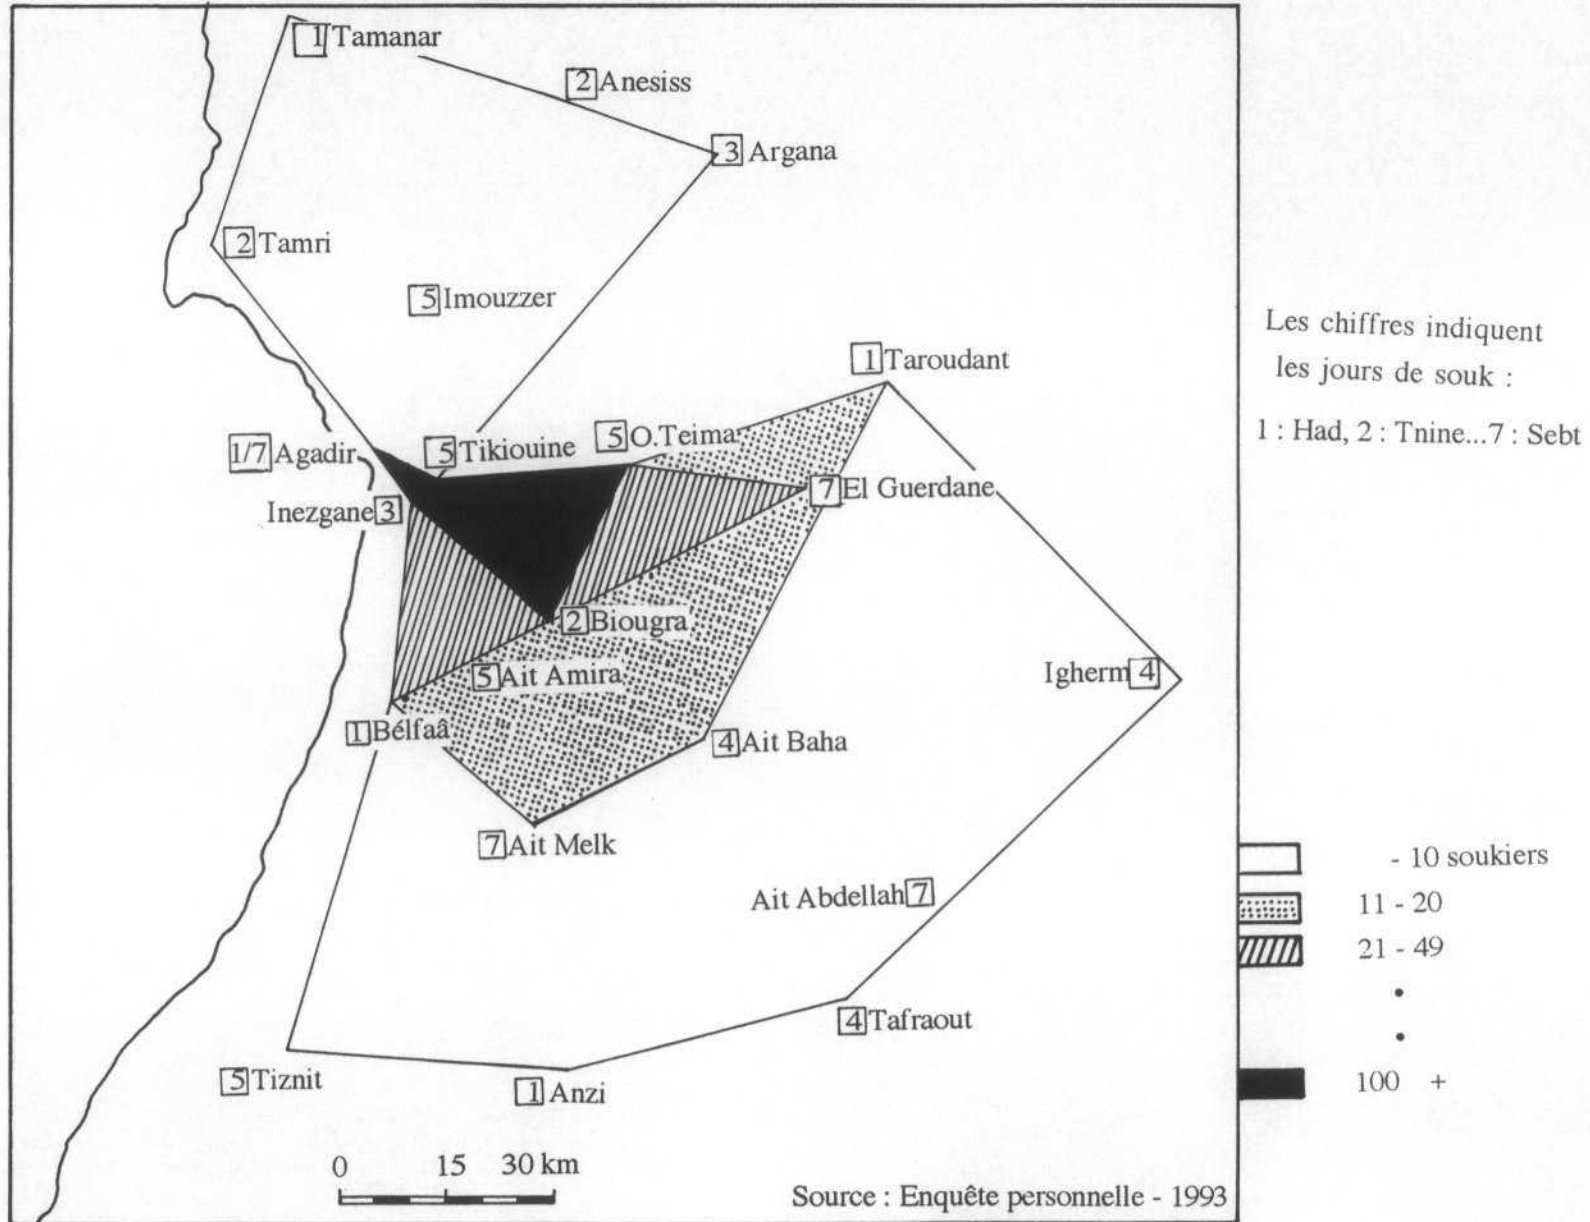 1 Tamanar
2 Anesiss
3 Argana
2 Tamri
5 Imouzzer
Les chiffres indiquent
les jours de souk :
1 : Had, 2 : Tnine...7 : Sebt
1 Taroudant
1/7 Agadir
5 Tikiouine
5 O.Teima
7 El Guerdane
Inezgane 3
2 Biougra
5 Ait Amira
Igherm 4
1 Bélfaâ
4 Ait Baha
7 Ait Melk
Ait Abdellah 7
- 10 soukiers
11 - 20
21 - 49
•
•
100 +
4 Tafraout
5 Tiznit
1 Anzi
0 15 30 km
Source : Enquête personnelle - 1993